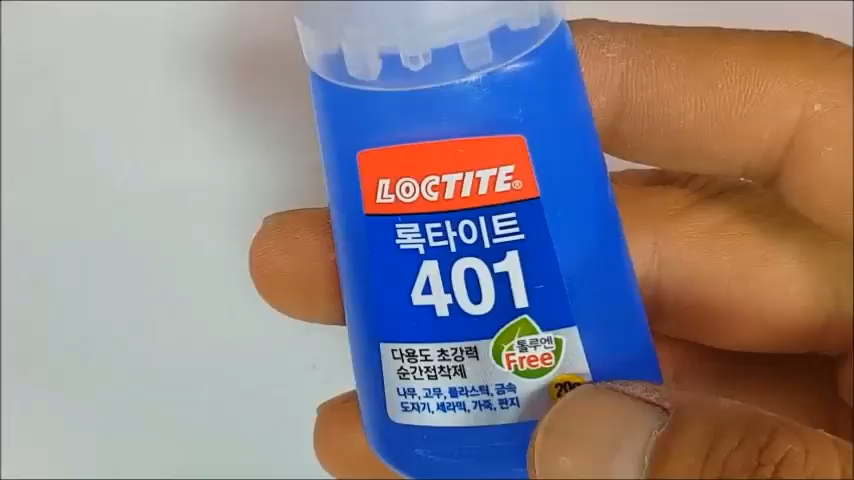 LOCTITE®
록타이트
401
톨루엔
Free
다용도 초강력
순간접착제
나무, 고무, 플라스틱, 금속
도자기, 세라믹, 가죽, 판지